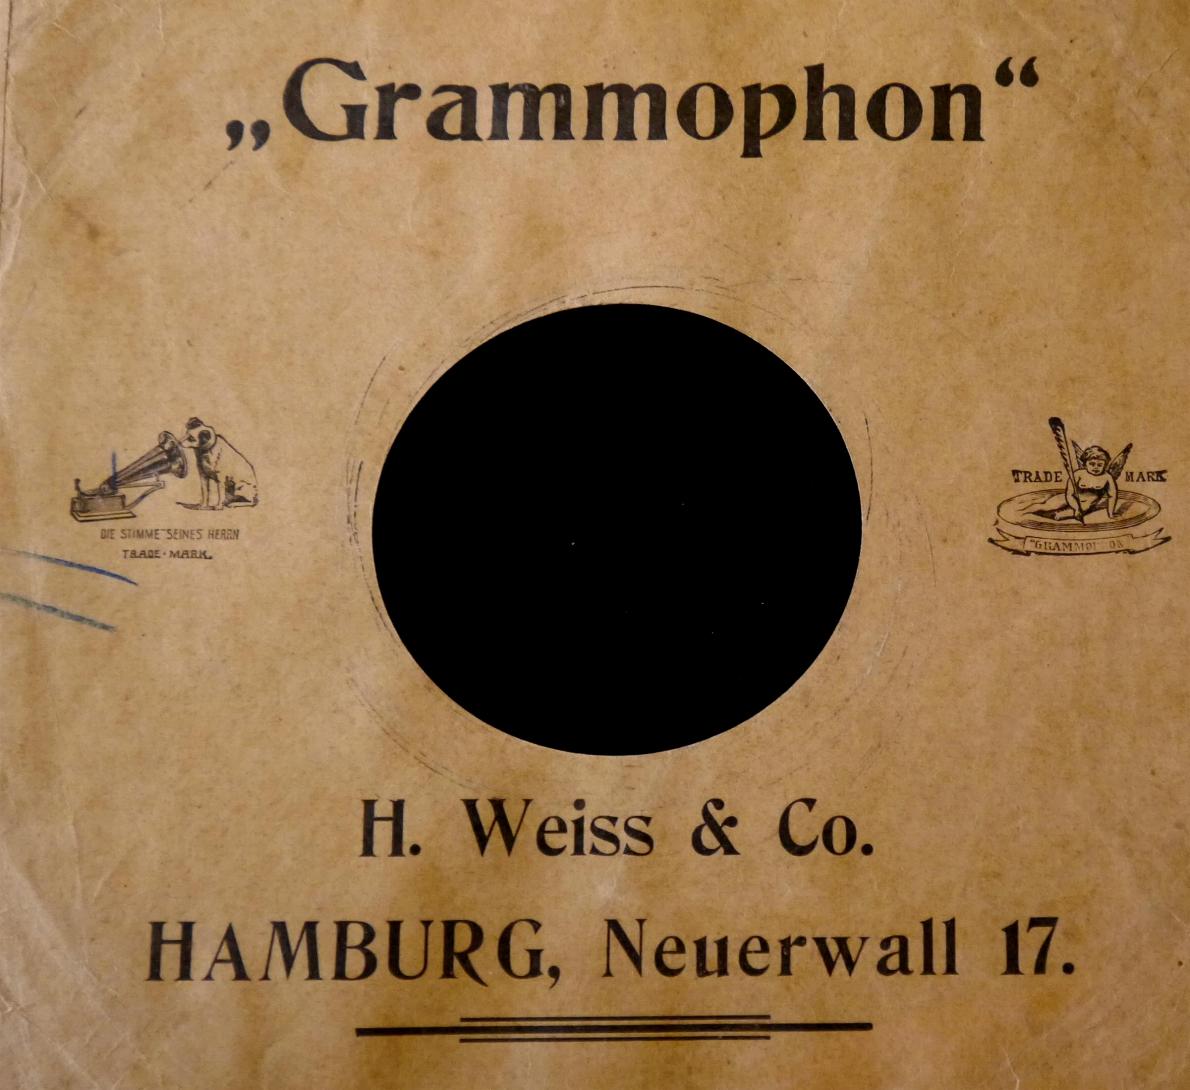 „Grammophon“
DIE STIMME SEINES HERRN
TRADE-MARK.
TRADE MARK
H. Weiss & Co.
HAMBURG, Neuerwall 17.